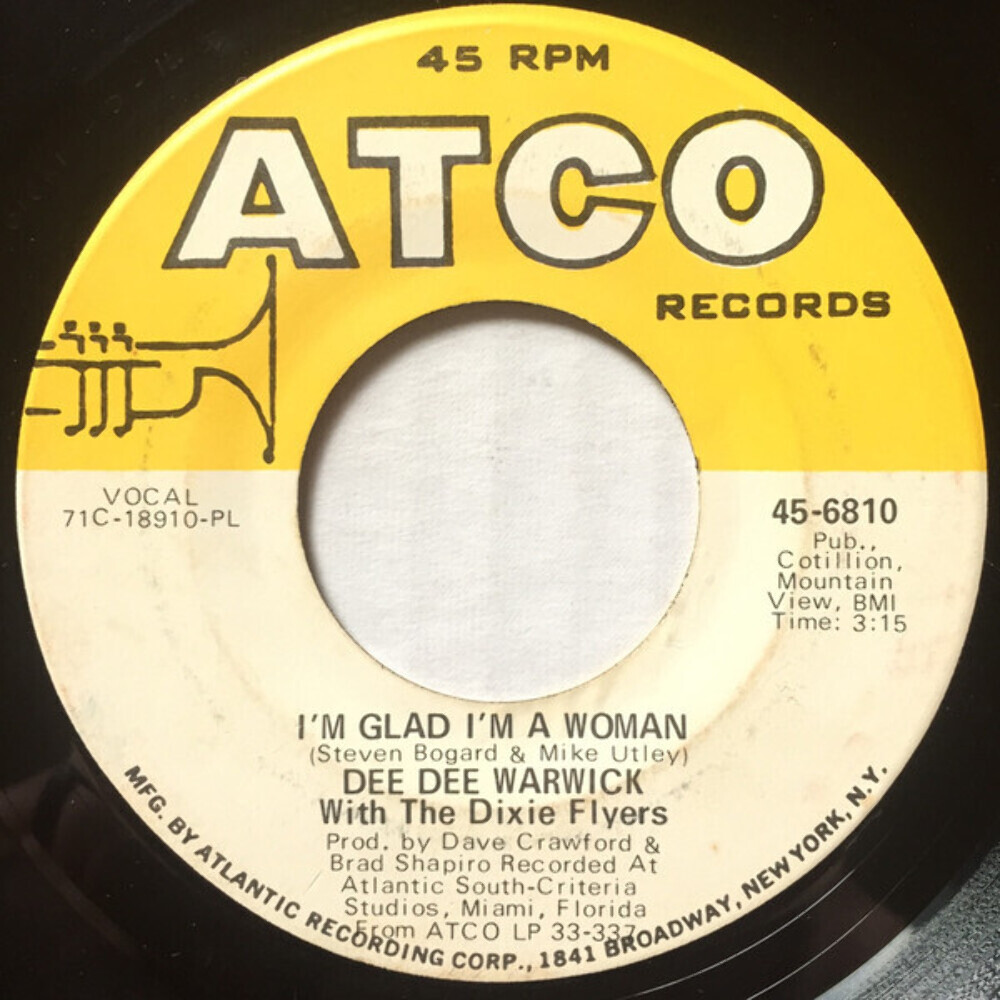 45 RPM
ATCO
RECORDS
VOCAL
71C-18910-PL
45-6810
Pub.,
Cotillion,
Mountain
View, BMI
Time: 3:15
I'M GLAD I'M A WOMAN
(Steven Bogard & Mike Utley)
DEE DEE WARWICK
With The Dixie Flyers
Prod. by Dave Crawford &
Brad Shapiro Recorded At
Atlantic South-Criteria
Studios, Miami, Florida
From ATCO LP 33-337
MFG. BY ATLANTIC RECORDING CORP., 1841 BROADWAY, NEW YORK, N.Y.